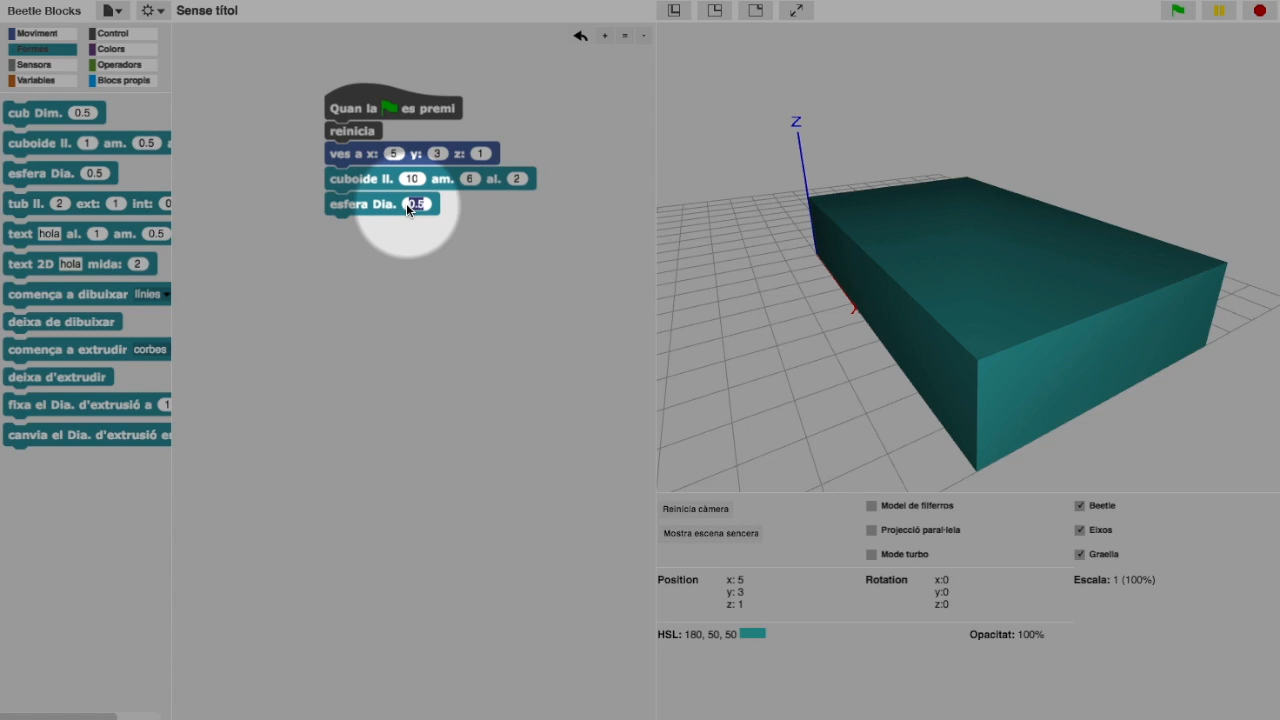 Beetle Blocks
Sense títol
Moviment
Control
Formes
Colors
Sensors
Operadors
Variables
Blocs propis
cub Dim. 0.5
cuboide ll. 1 am. 0.5
esfera Dia. 0.5
tub ll. 2 ext: 1 int: 0
text hola al. 1 am. 0.5
text 2D hola mida: 2
comença a dibuixar línies
deixa de dibuixar
comença a extrudir corbes
deixa d'extrudir
fixa el Dia. d'extrusió a 1
canvia el Dia. d'extrusió en
+ = -
Quan la es premi
reinicia
ves a x: 5 y: 3 z: 1
cuboide ll. 10 am. 6 al. 2
esfera Dia. 0.5
Z
X
Reinicia càmera
Mostra escena sencera
Model de filferros
Projecció paral·lela
Mode turbo
Beetle
Eixos
Graella
Position x: 5
y: 3
z: 1
Rotation x:0
y:0
z:0
Escala: 1 (100%)
HSL: 180, 50, 50
Opacitat: 100%